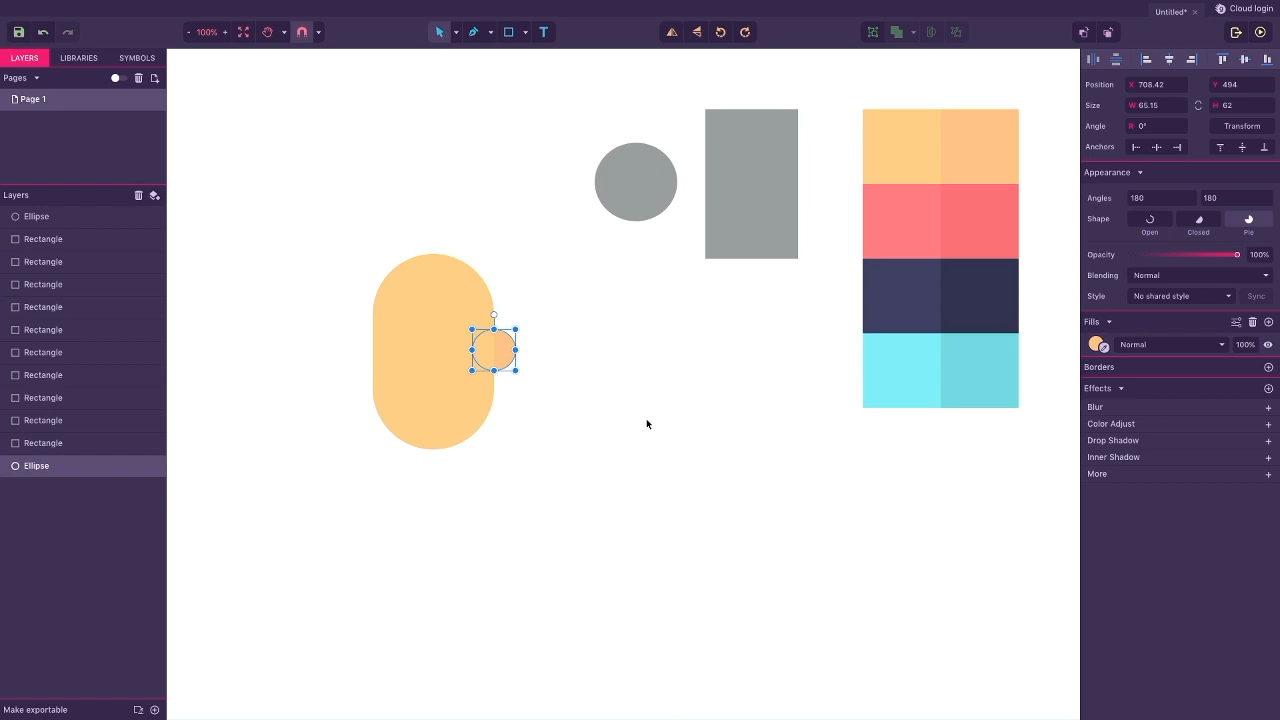 Untitled*
Cloud login
- 100% +
T
LAYERS LIBRARIES SYMBOLS
Pages
Page 1
Layers
Ellipse
Rectangle
Rectangle
Rectangle
Rectangle
Rectangle
Rectangle
Rectangle
Rectangle
Rectangle
Rectangle
Ellipse
Make exportable
Position X 708.42 Y 494
Size W 65.15 H 62
Angle R 0° Transform
Anchors
Appearance
Angles 180 180
Shape
Open Closed Pie
Opacity 100%
Blending Normal
Style No shared style Sync
Fills
Normal 100%
Borders
Effects
Blur
Color Adjust
Drop Shadow
Inner Shadow
More